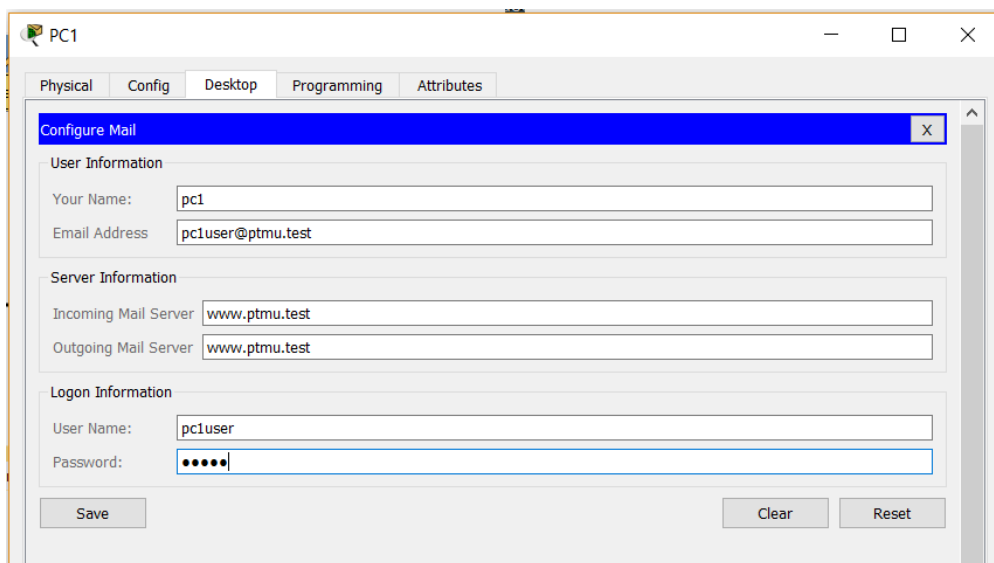 PC1
Physical Config Desktop Programming Attributes
Configure Mail X
User Information
Your Name: pc1
Email Address pc1user@ptmu.test
Server Information
Incoming Mail Server www.ptmu.test
Outgoing Mail Server www.ptmu.test
Logon Information
User Name: pc1user
Password: •••••
Save Clear Reset